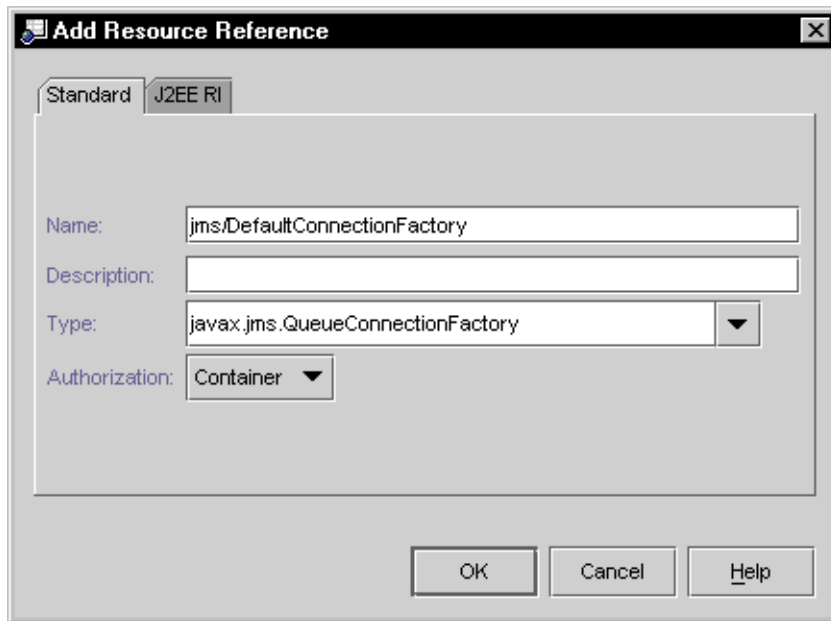 Add Resource Reference
Standard J2EE RI
Name: jms/DefaultConnectionFactory
Description:
Type: javax.jms.QueueConnectionFactory
Authorization: Container
OK Cancel Help